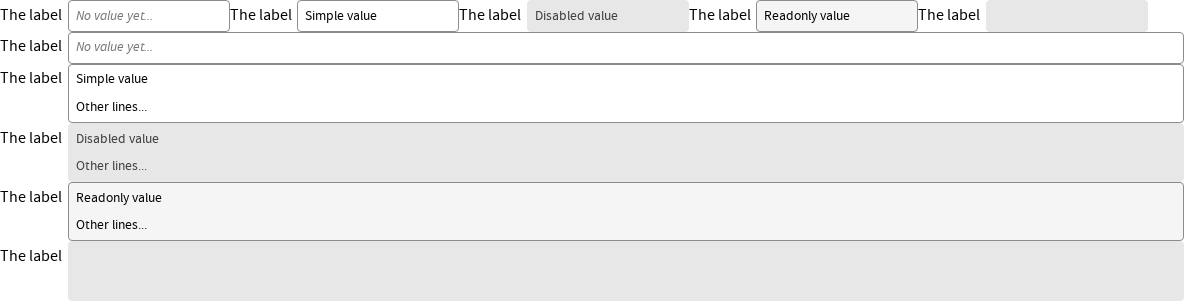 The label No value yet... The label Simple value The label Disabled value The label Readonly value The label
The label No value yet...
The label Simple value
Other lines...
The label Disabled value
Other lines...
The label Readonly value
Other lines...
The label